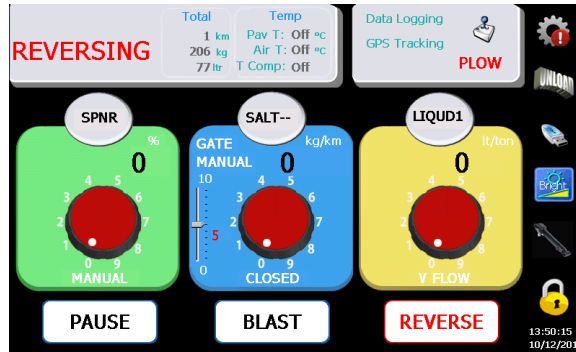 REVERSING
Total
1 km
206 kg
77 ltr
Temp
Pav T: Off °c
Air T: Off °c
T Comp: Off
Data Logging
GPS Tracking
PLOW
UNLOAD
Bright
SPNR
%
0
0 1 2 3 4 5 6 7 8 9
MANUAL
SALT--
GATE
MANUAL
kg/km
0
10
5
0
0 1 2 3 4 5 6 7 8 9
CLOSED
LIQUD1
lt/ton
0
0 1 2 3 4 5 6 7 8 9
V FLOW
PAUSE
BLAST
REVERSE
13:50:15
10/12/201